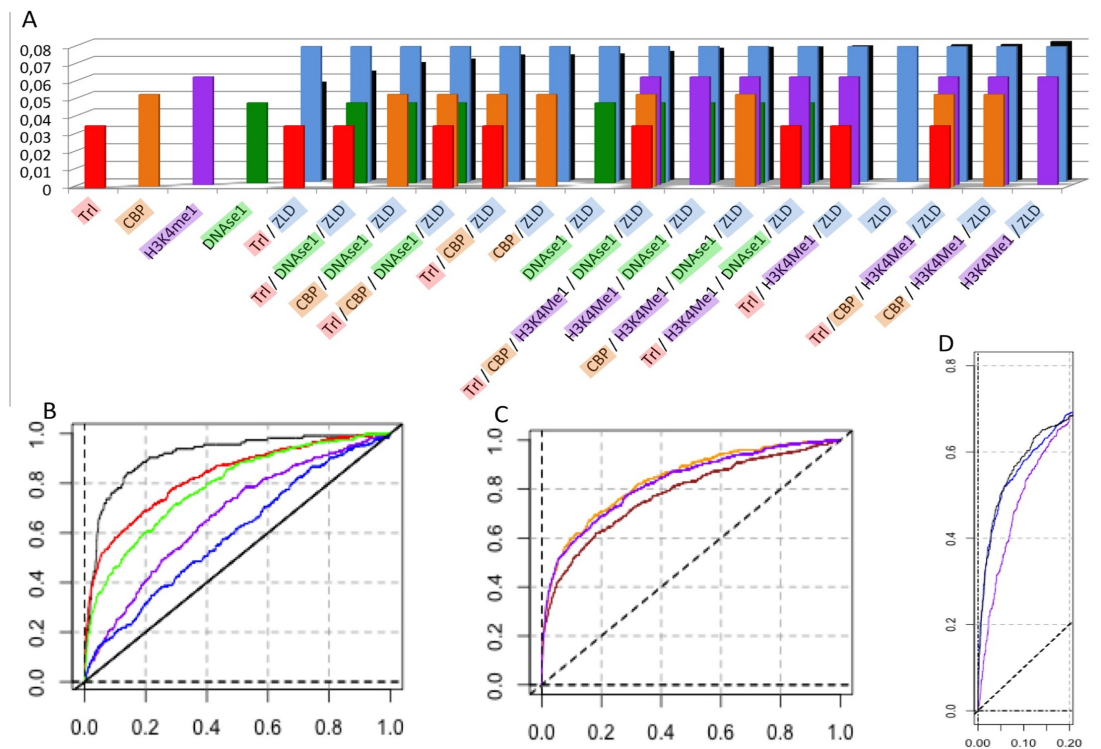 A
0,08
0,07
0,06
0,05
0,04
0,03
0,02
0,01
0
Trl
CBP
H3K4me1
DNAse1
Trl / ZLD
Trl / DNAse1 / ZLD
CBP / DNAse1 / ZLD
Trl / CBP / DNAse1 / ZLD
Trl / CBP / ZLD
CBP / ZLD
DNAse1 / ZLD
Trl / CBP / H3K4Me1 / DNAse1 / ZLD
H3K4Me1 / DNAse1 / ZLD
CBP / H3K4Me1 / DNAse1 / ZLD
Trl / H3K4Me1 / DNAse1 / ZLD
Trl / H3K4Me1 / ZLD
ZLD
Trl / CBP / H3K4Me1 / ZLD
CBP / H3K4Me1 / ZLD
H3K4Me1 / ZLD
B
1.0
0.8
0.6
0.4
0.2
0.0
0.0 0.2 0.4 0.6 0.8 1.0
C
1.0
0.8
0.6
0.4
0.2
0.0
0.0 0.2 0.4 0.6 0.8 1.0
D
0.8
0.6
0.4
0.2
0.0
0.00 0.10 0.20